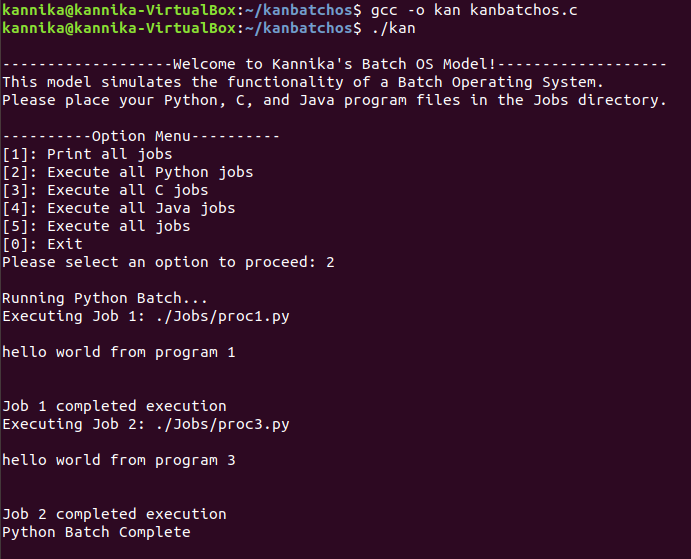 kannika@kannika-VirtualBox:~/kanbatchos$ gcc -o kan kanbatchos.c
kannika@kannika-VirtualBox:~/kanbatchos$ ./kan
-------------------Welcome to Kannika's Batch OS Model!-------------------
This model simulates the functionality of a Batch Operating System.
Please place your Python, C, and Java program files in the Jobs directory.
----------Option Menu----------
[1]: Print all jobs
[2]: Execute all Python jobs
[3]: Execute all C jobs
[4]: Execute all Java jobs
[5]: Execute all jobs
[0]: Exit
Please select an option to proceed: 2
Running Python Batch...
Executing Job 1: ./Jobs/proc1.py
hello world from program 1
Job 1 completed execution
Executing Job 2: ./Jobs/proc3.py
hello world from program 3
Job 2 completed execution
Python Batch Complete